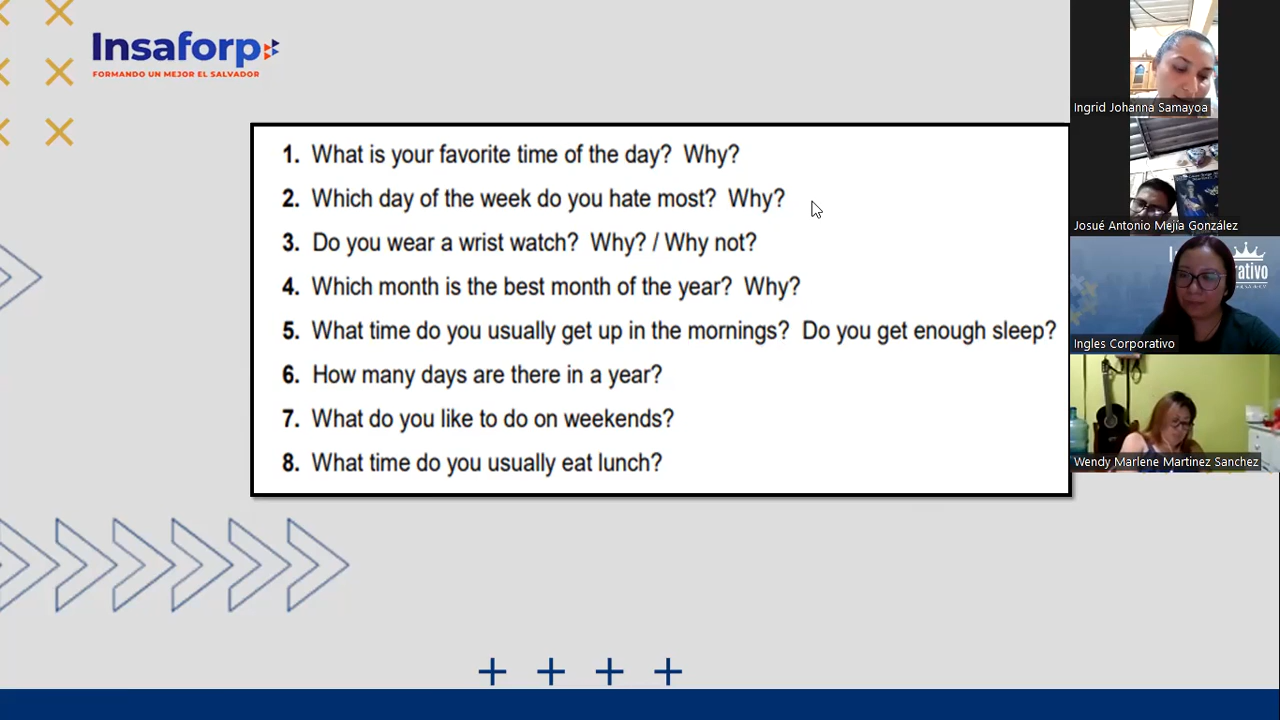 Insaforp
FORMANDO UN MEJOR EL SALVADOR
1. What is your favorite time of the day? Why?
2. Which day of the week do you hate most? Why?
3. Do you wear a wrist watch? Why? / Why not?
4. Which month is the best month of the year? Why?
5. What time do you usually get up in the mornings? Do you get enough sleep?
6. How many days are there in a year?
7. What do you like to do on weekends?
8. What time do you usually eat lunch?
Ingrid Johanna Samayoa
Josué Antonio Mejía González
Ingles Corporativo
Wendy Marlene Martinez Sanchez